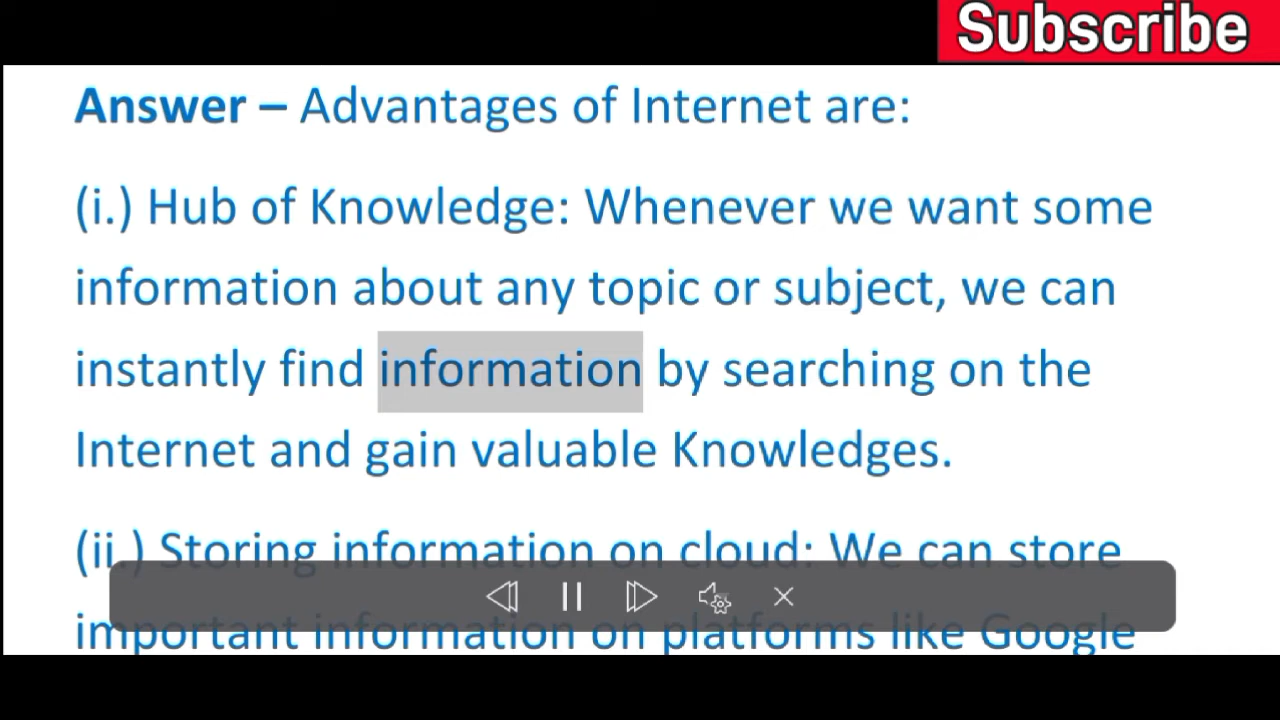 Subscribe
Answer – Advantages of Internet are:
(i.) Hub of Knowledge: Whenever we want some
information about any topic or subject, we can
instantly find information by searching on the
Internet and gain valuable Knowledges.
(ii.) Storing information on cloud: We can store
important information on platforms like Google